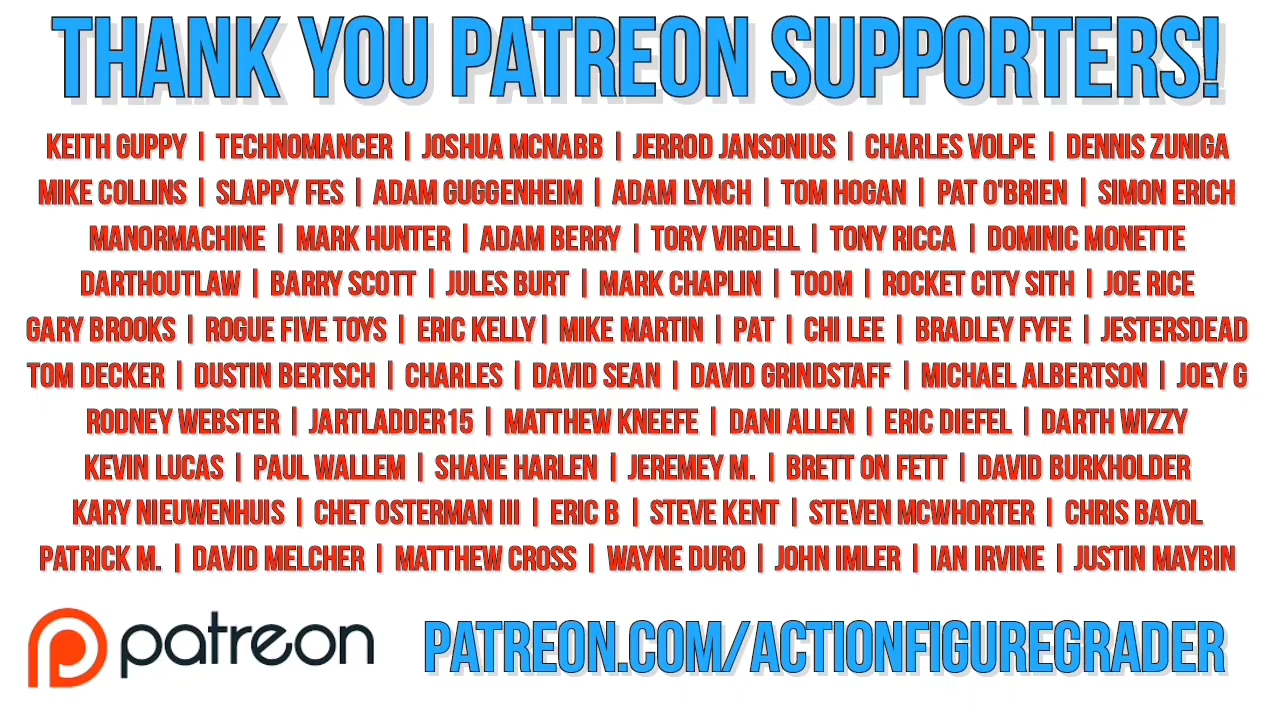 THANK YOU PATREON SUPPORTERS!
KEITH GUPPY | TECHNOMANCER | JOSHUA MCNABB | JERROD JANSONIUS | CHARLES VOLPE | DENNIS ZUNIGA
MIKE COLLINS | SLAPPY FES | ADAM GUGGENHEIM | ADAM LYNCH | TOM HOGAN | PAT O'BRIEN | SIMON ERICH
MANORMACHINE | MARK HUNTER | ADAM BERRY | TORY VIRDELL | TONY RICCA | DOMINIC MONETTE
DARTHOUTLAW | BARRY SCOTT | JULES BURT | MARK CHAPLIN | TOOM | ROCKET CITY SITH | JOE RICE
GARY BROOKS | ROGUE FIVE TOYS | ERIC KELLY | MIKE MARTIN | PAT | CHI LEE | BRADLEY FYFE | JESTERSDEAD
TOM DECKER | DUSTIN BERTSCH | CHARLES | DAVID SEAN | DAVID GRINDSTAFF | MICHAEL ALBERTSON | JOEY G
RODNEY WEBSTER | JARTLADDER15 | MATTHEW KNEEFE | DANI ALLEN | ERIC DIEFEL | DARTH WIZZY
KEVIN LUCAS | PAUL WALLEM | SHANE HARLEN | JEREMEY M. | BRETT ON FETT | DAVID BURKHOLDER
KARY NIEUWENHUIS | CHET OSTERMAN III | ERIC B | STEVE KENT | STEVEN MCWHORTER | CHRIS BAYOL
PATRICK M. | DAVID MELCHER | MATTHEW CROSS | WAYNE DURO | JOHN IMLER | IAN IRVINE | JUSTIN MAYBIN
patreon PATREON.COM/ACTIONFIGUREGRADER